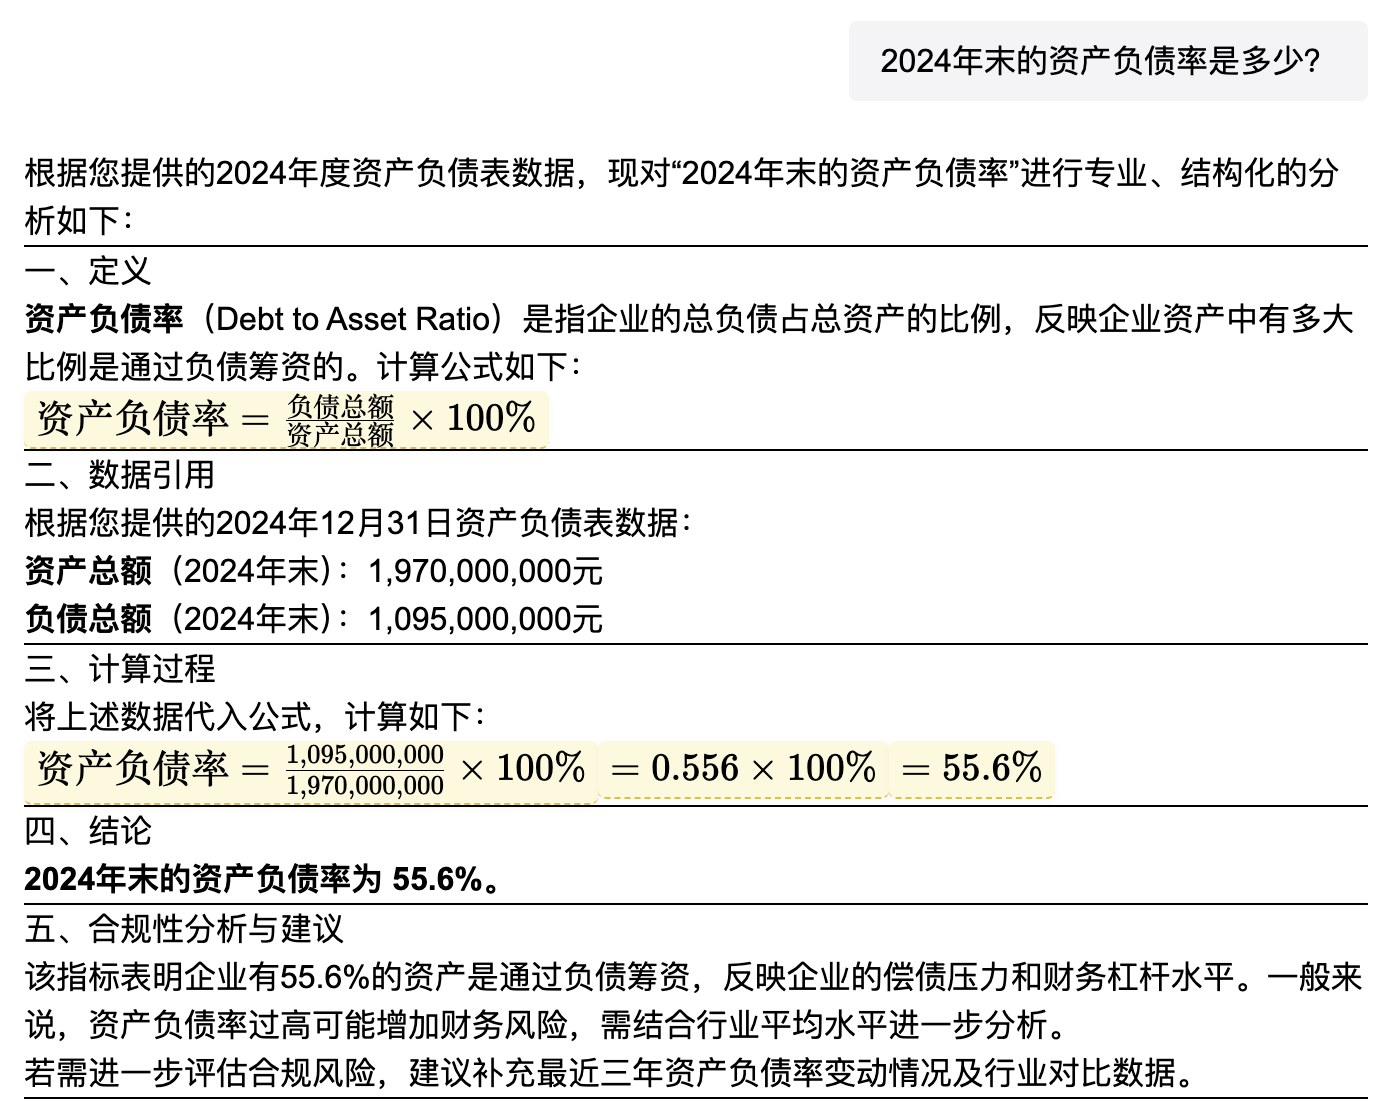 2024年末的资产负债率是多少?
根据您提供的2024年度资产负债表数据，现对“2024年末的资产负债率”进行专业、结构化的分
析如下：
一、定义
资产负债率（Debt to Asset Ratio）是指企业的总负债占总资产的比例，反映企业资产中有多大
比例是通过负债筹资的。计算公式如下：
资产负债率 = 负债总额/资产总额 × 100%
二、数据引用
根据您提供的2024年12月31日资产负债表数据：
资产总额（2024年末）：1,970,000,000元
负债总额（2024年末）：1,095,000,000元
三、计算过程
将上述数据代入公式，计算如下：
资产负债率 = 1,095,000,000/1,970,000,000 × 100% = 0.556 × 100% = 55.6%
四、结论
2024年末的资产负债率为 55.6%。
五、合规性分析与建议
该指标表明企业有55.6%的资产是通过负债筹资，反映企业的偿债压力和财务杠杆水平。一般来
说，资产负债率过高可能增加财务风险，需结合行业平均水平进一步分析。
若需进一步评估合规风险，建议补充最近三年资产负债率变动情况及行业对比数据。